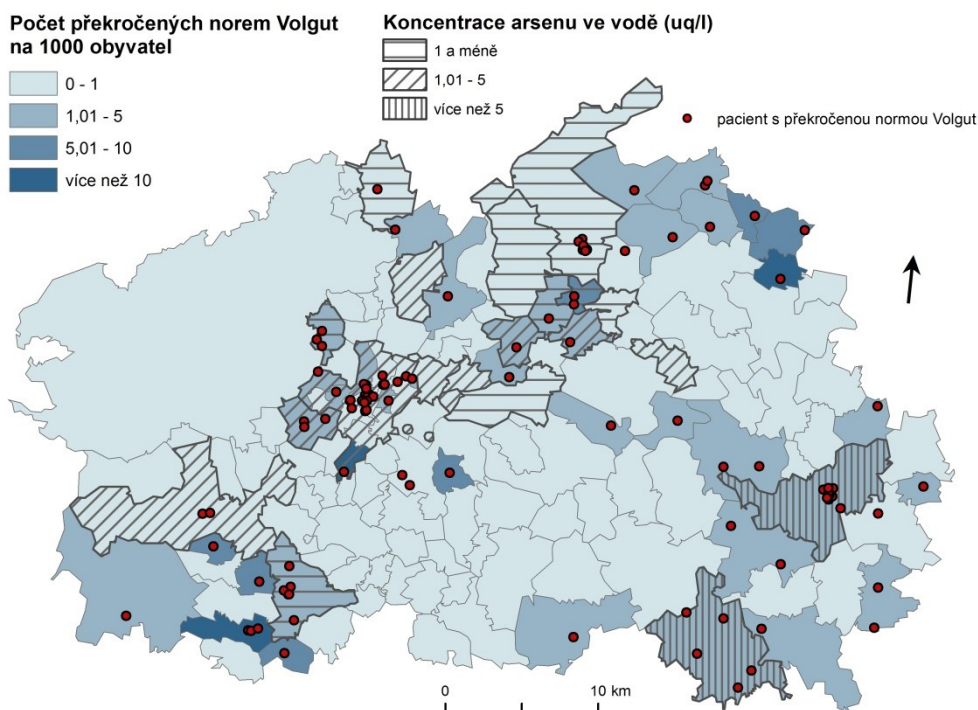 Počet překročených norem Volgut
na 1000 obyvatel
0 - 1
1,01 - 5
5,01 - 10
více než 10
Koncentrace arsenu ve vodě (uq/l)
1 a méně
1,01 - 5
více než 5
pacient s překročenou normou Volgut
0 10 km